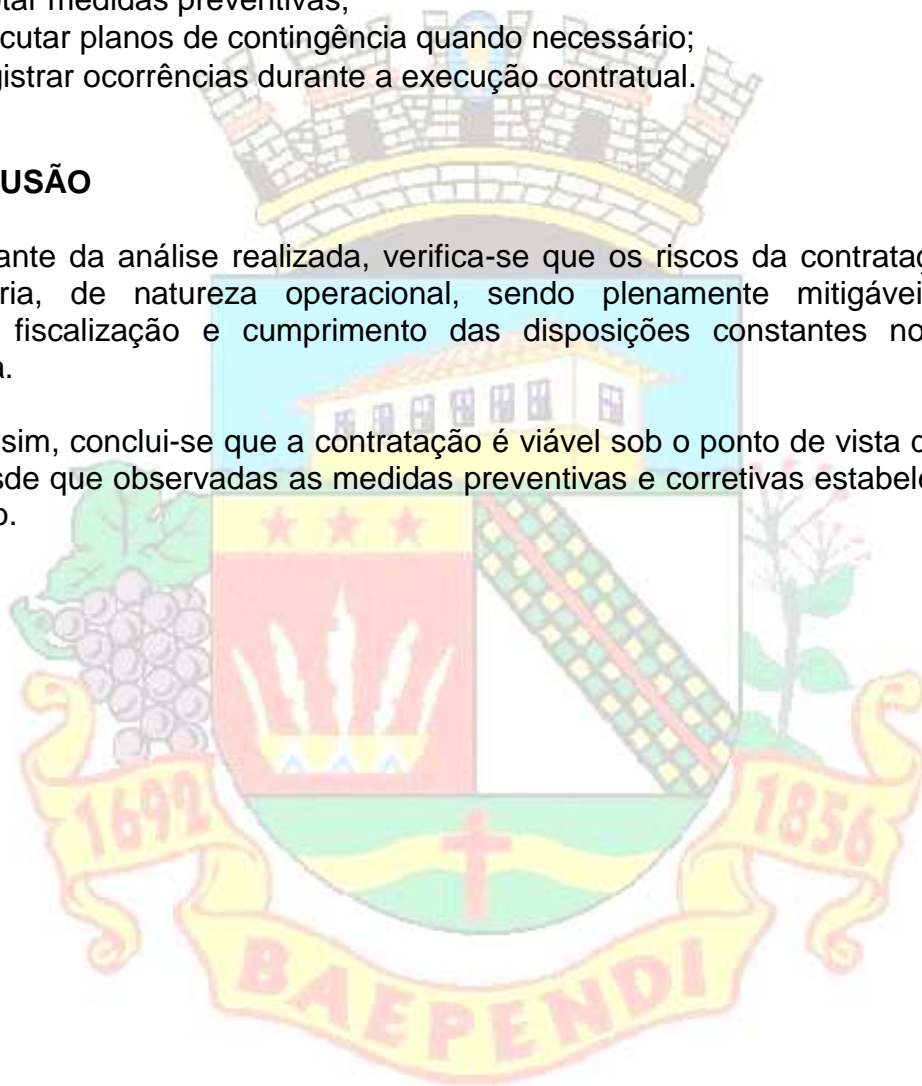 tar medidas preventivas;
cutar planos de contingência quando necessário;
gistrar ocorrências durante a execução contratual.
USÃO
ante da análise realizada, verifica-se que os riscos da contrataç
ria, de natureza operacional, sendo plenamente mitigávei
fiscalização e cumprimento das disposições constantes no
a.
sim, conclui-se que a contratação é viável sob o ponto de vista d
sde que observadas as medidas preventivas e corretivas estabele
o.
1692
1856
BAEPENDI